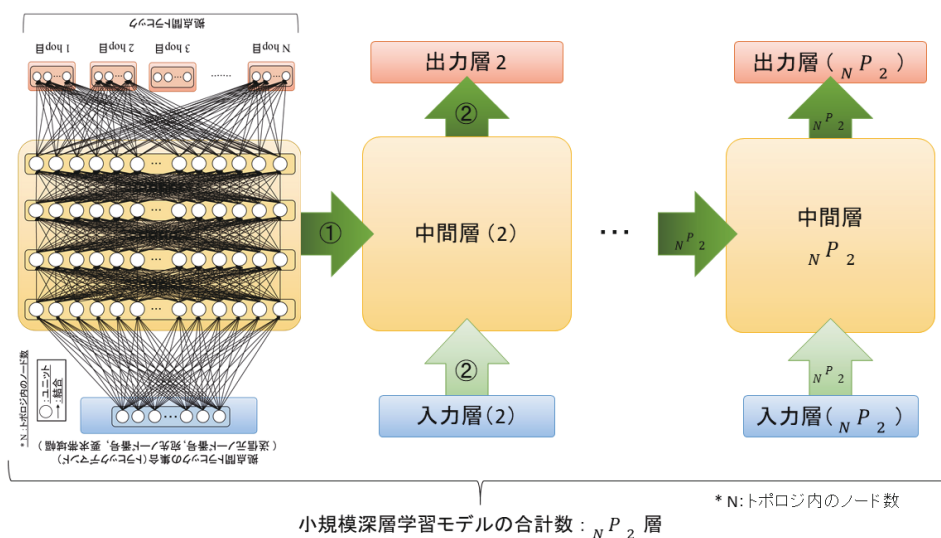 拠点間トラヒック
1 hop目 2 hop目 3 hop目 ...... N hop目
*N:トポロジ内のノード数
○:ユニット
→:結合
拠点間トラヒックの集合(トラヒックデマンド)
(送信元ノード番号, 宛先ノード番号, 要求帯域幅)
①
出力層2
②
中間層(2)
②
入力層(2)
…
NP2
出力層(NP2)
NP2
中間層
NP2
NP2
入力層(NP2)
*N:トポロジ内のノード数
小規模深層学習モデルの合計数:NP2層